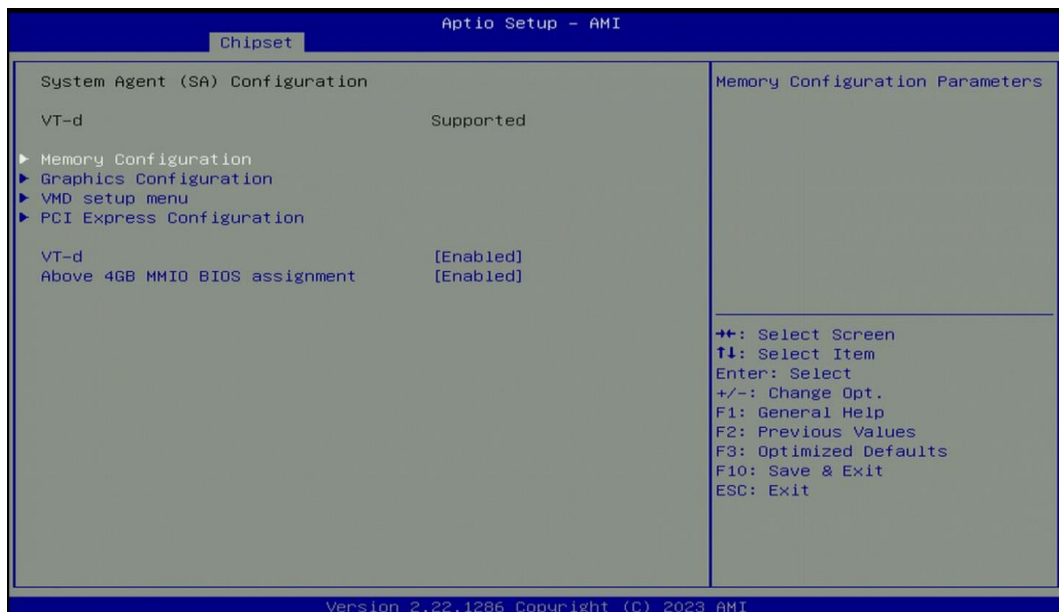 Aptio Setup – AMI
Chipset
System Agent (SA) Configuration
Memory Configuration Parameters
VT-d Supported
▶ Memory Configuration
▶ Graphics Configuration
▶ VMD setup menu
▶ PCI Express Configuration
VT-d [Enabled]
Above 4GB MMIO BIOS assignment [Enabled]
→←: Select Screen
↑↓: Select Item
Enter: Select
+/-: Change Opt.
F1: General Help
F2: Previous Values
F3: Optimized Defaults
F10: Save & Exit
ESC: Exit
Version 2.22.1286 Copyright (C) 2023 AMI